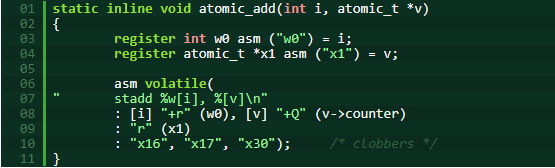 01 static inline void atomic_add(int i, atomic_t *v)
02 {
03 register int w0 asm ("w0") = i;
04 register atomic_t *x1 asm ("x1") = v;
05
06 asm volatile(
07 " stadd %w[i], %[v]\n"
08 : [i] "+r" (w0), [v] "+Q" (v->counter)
09 : "r" (x1)
10 : "x16", "x17", "x30"); /* clobbers */
11 }